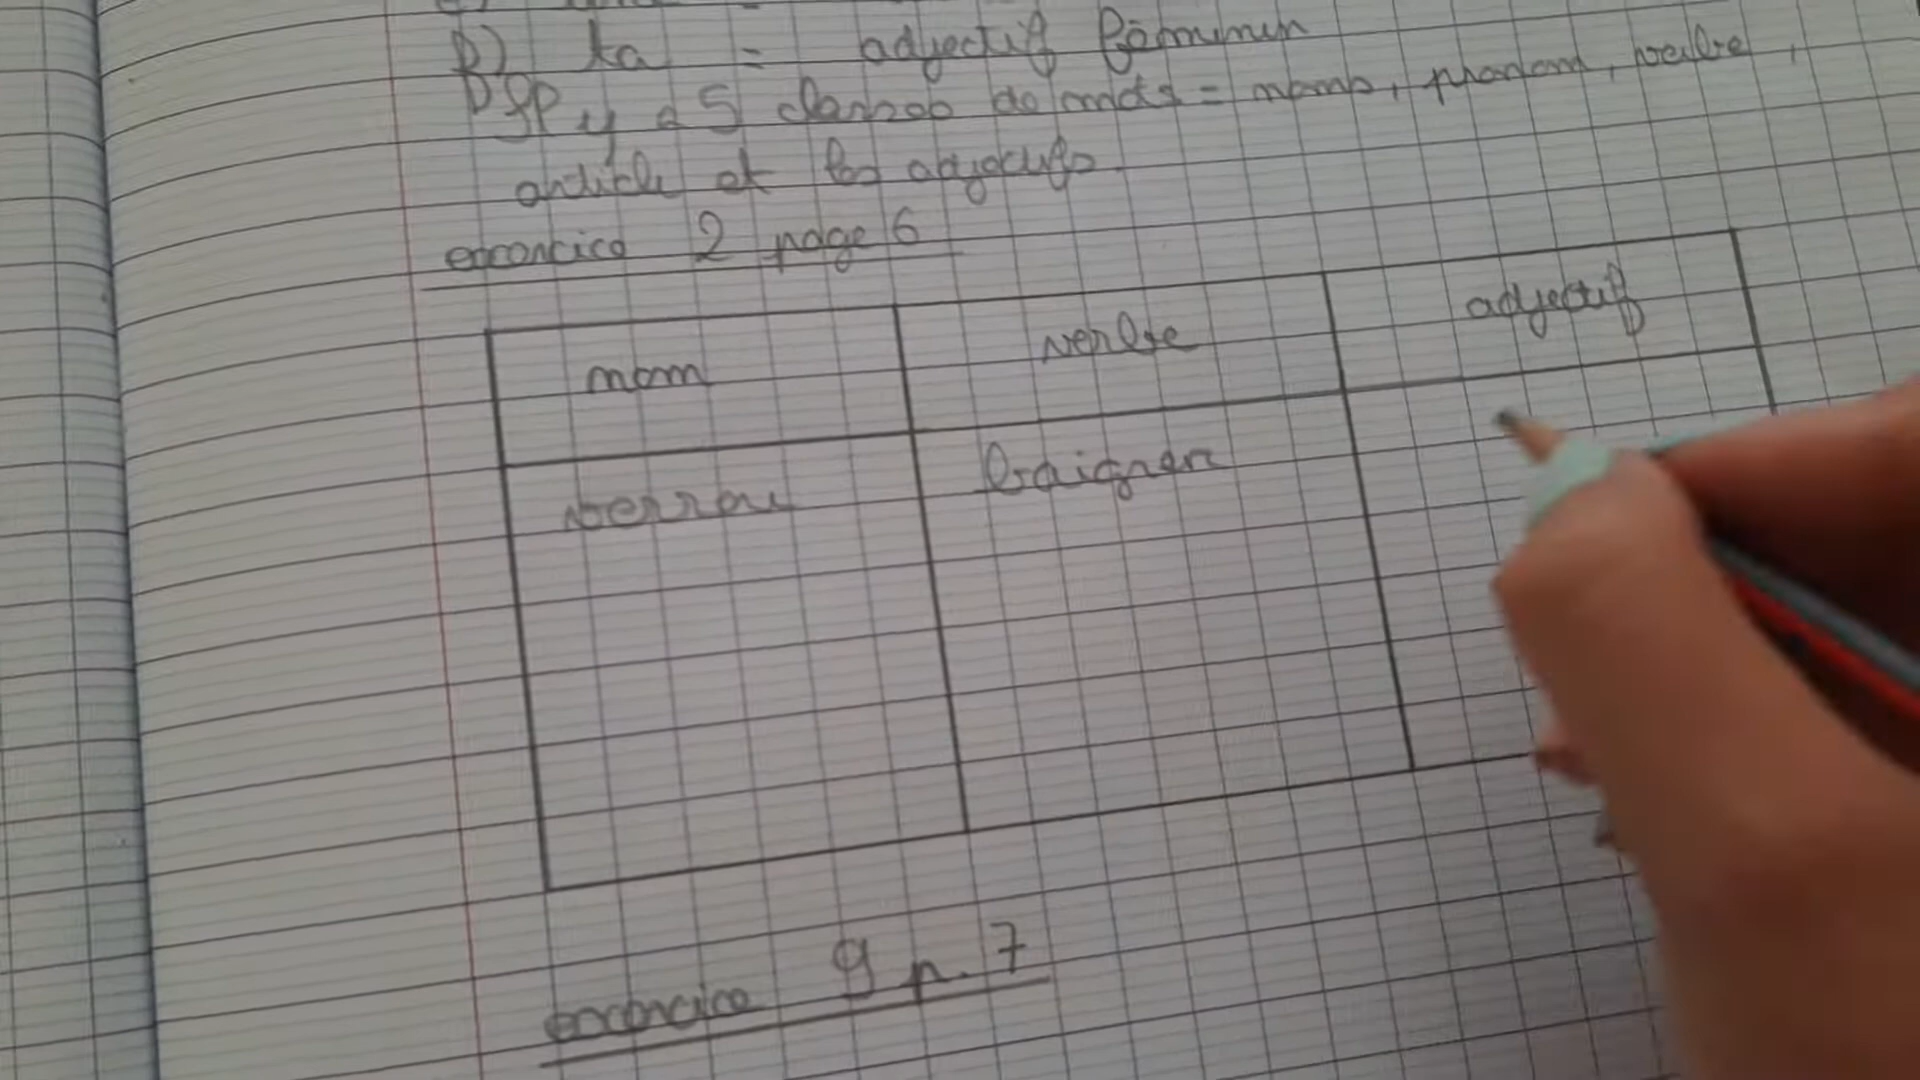 B) ta = adjectif féminin
Il y a 5 classes de mots = noms, pronom, verbe,
article et les adjectifs
exercice 2 page 6
nom verbe adjectif
verrou baigner
exercice 9 p. 7